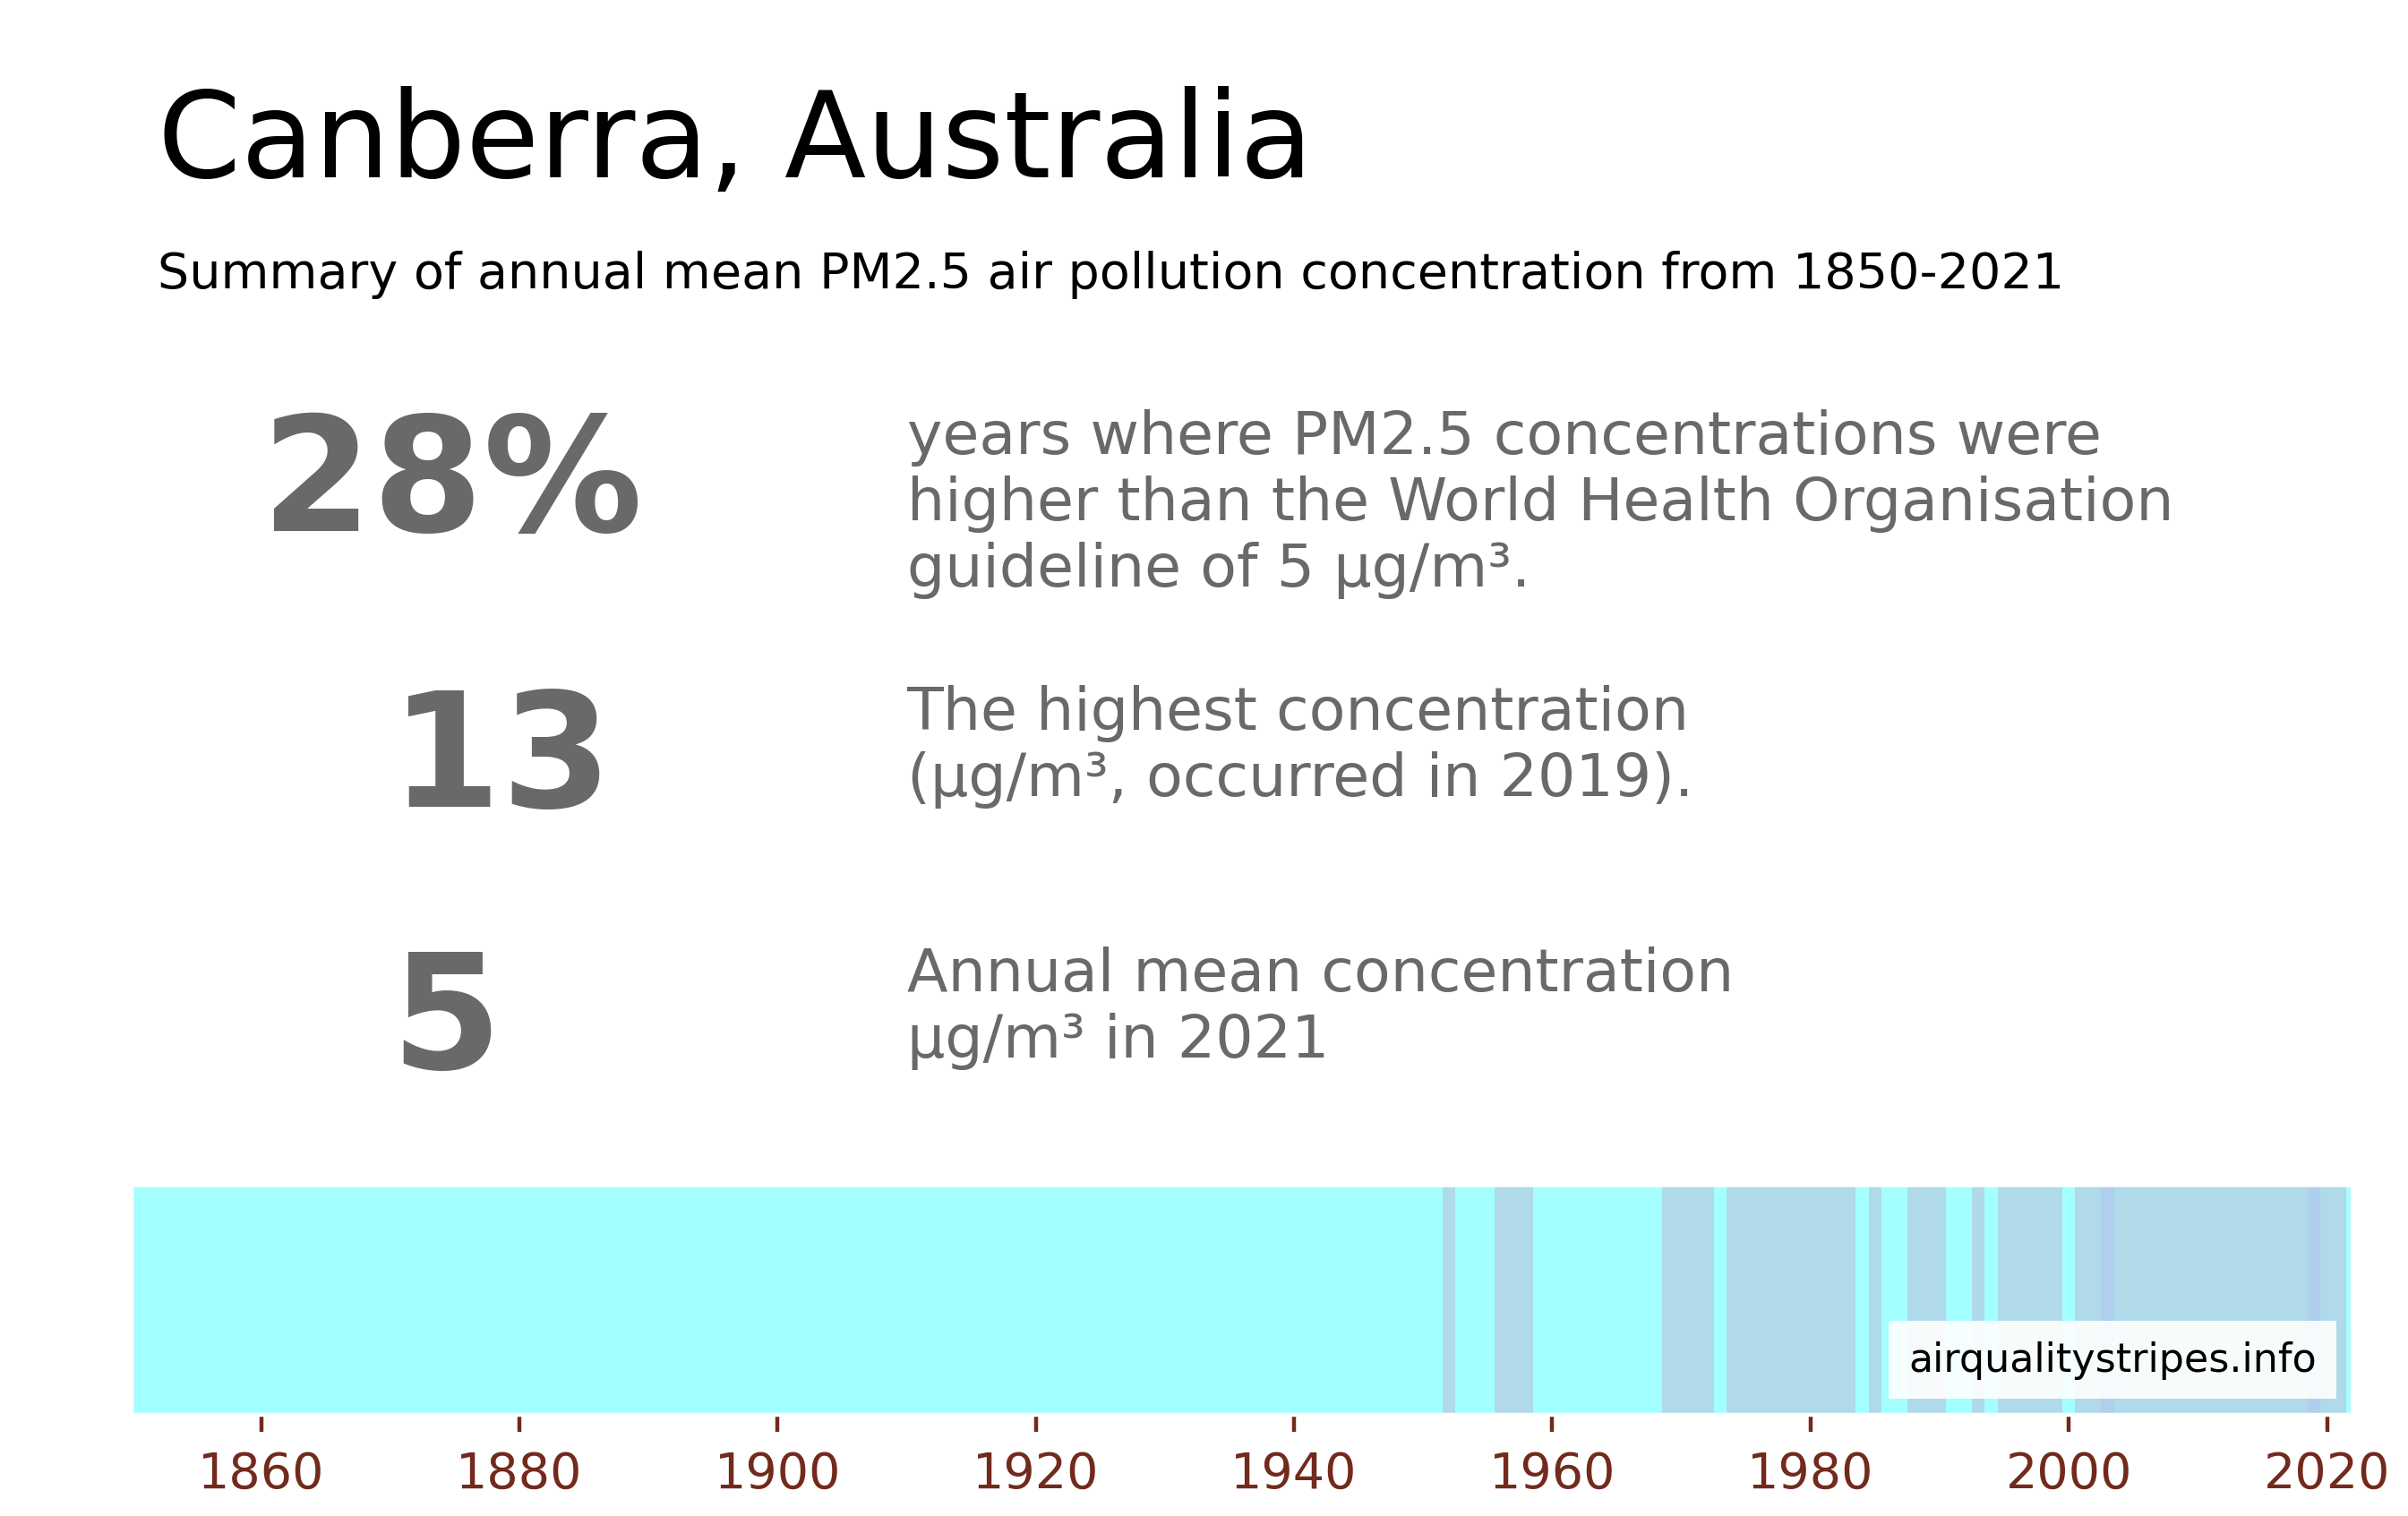 Canberra, Australia
Summary of annual mean PM2.5 air pollution concentration from 1850-2021
28%
years where PM2.5 concentrations were
higher than the World Health Organisation
guideline of 5 µg/m³.
13
The highest concentration
(µg/m³, occurred in 2019).
5
Annual mean concentration
µg/m³ in 2021
airqualitystripes.info
1860 1880 1900 1920 1940 1960 1980 2000 2020